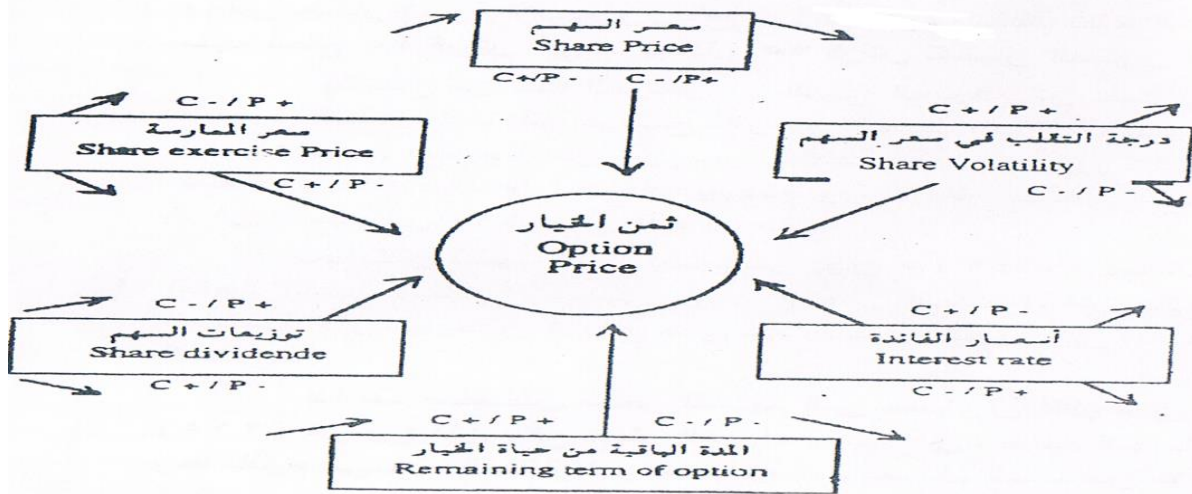 سعر السهم
Share Price
C+/P - C -/P+
C - / P +
سعر الممارسة
Share exercise Price
C + / P -
C + / P +
درجة التقلب في سعر السهم
Share Volatility
C - / P -
ثمن الخيار
Option
Price
C - / P +
توزيعات السهم
Share dividende
C + / P -
C + / P -
أسعار الفائدة
Interest rate
C - / P +
C + / P + C - / P -
المدة الباقية من حياة الخيار
Remaining term of option